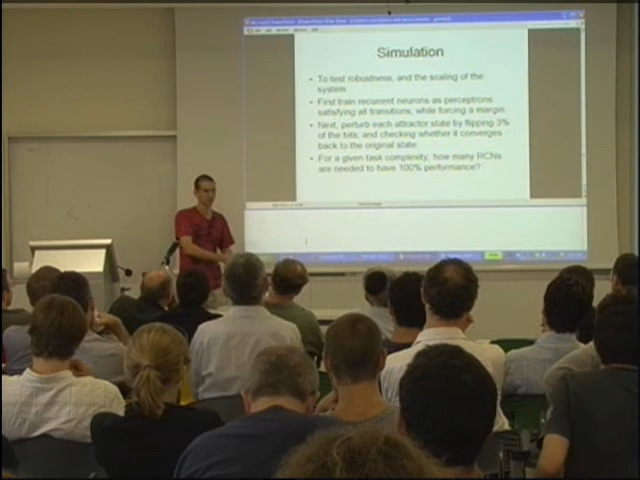 Simulation
• To test robustness, and the scaling of the
system.
• First train recurrent neurons as perceptrons
satisfying all transitions, while forcing a margin.
• Next, perturb each attractor state by flipping 3%
of the bits, and checking whether it converges
back to the original state.
• For a given task complexity, how many RCNs
are needed to have 100% performance?